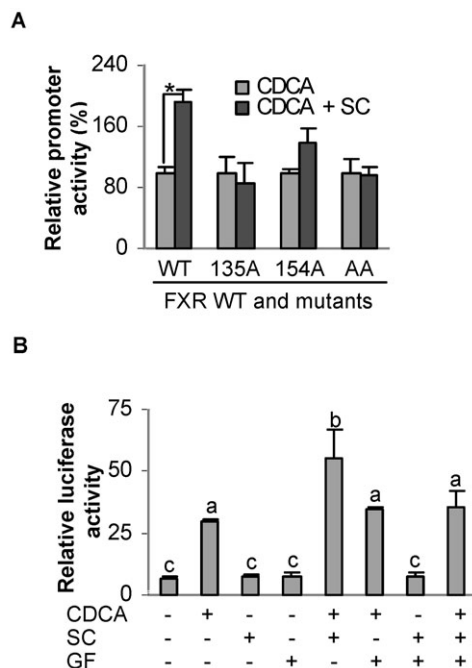 A
Relative promoter
activity (%)
240
160
80
0
*
CDCA
CDCA + SC
WT 135A 154A AA
FXR WT and mutants
B
Relative luciferase
activity
75
50
25
0
c a c c b a c a
CDCA - + - - + + - +
SC - - + - + - + +
GF - - - + - + + +